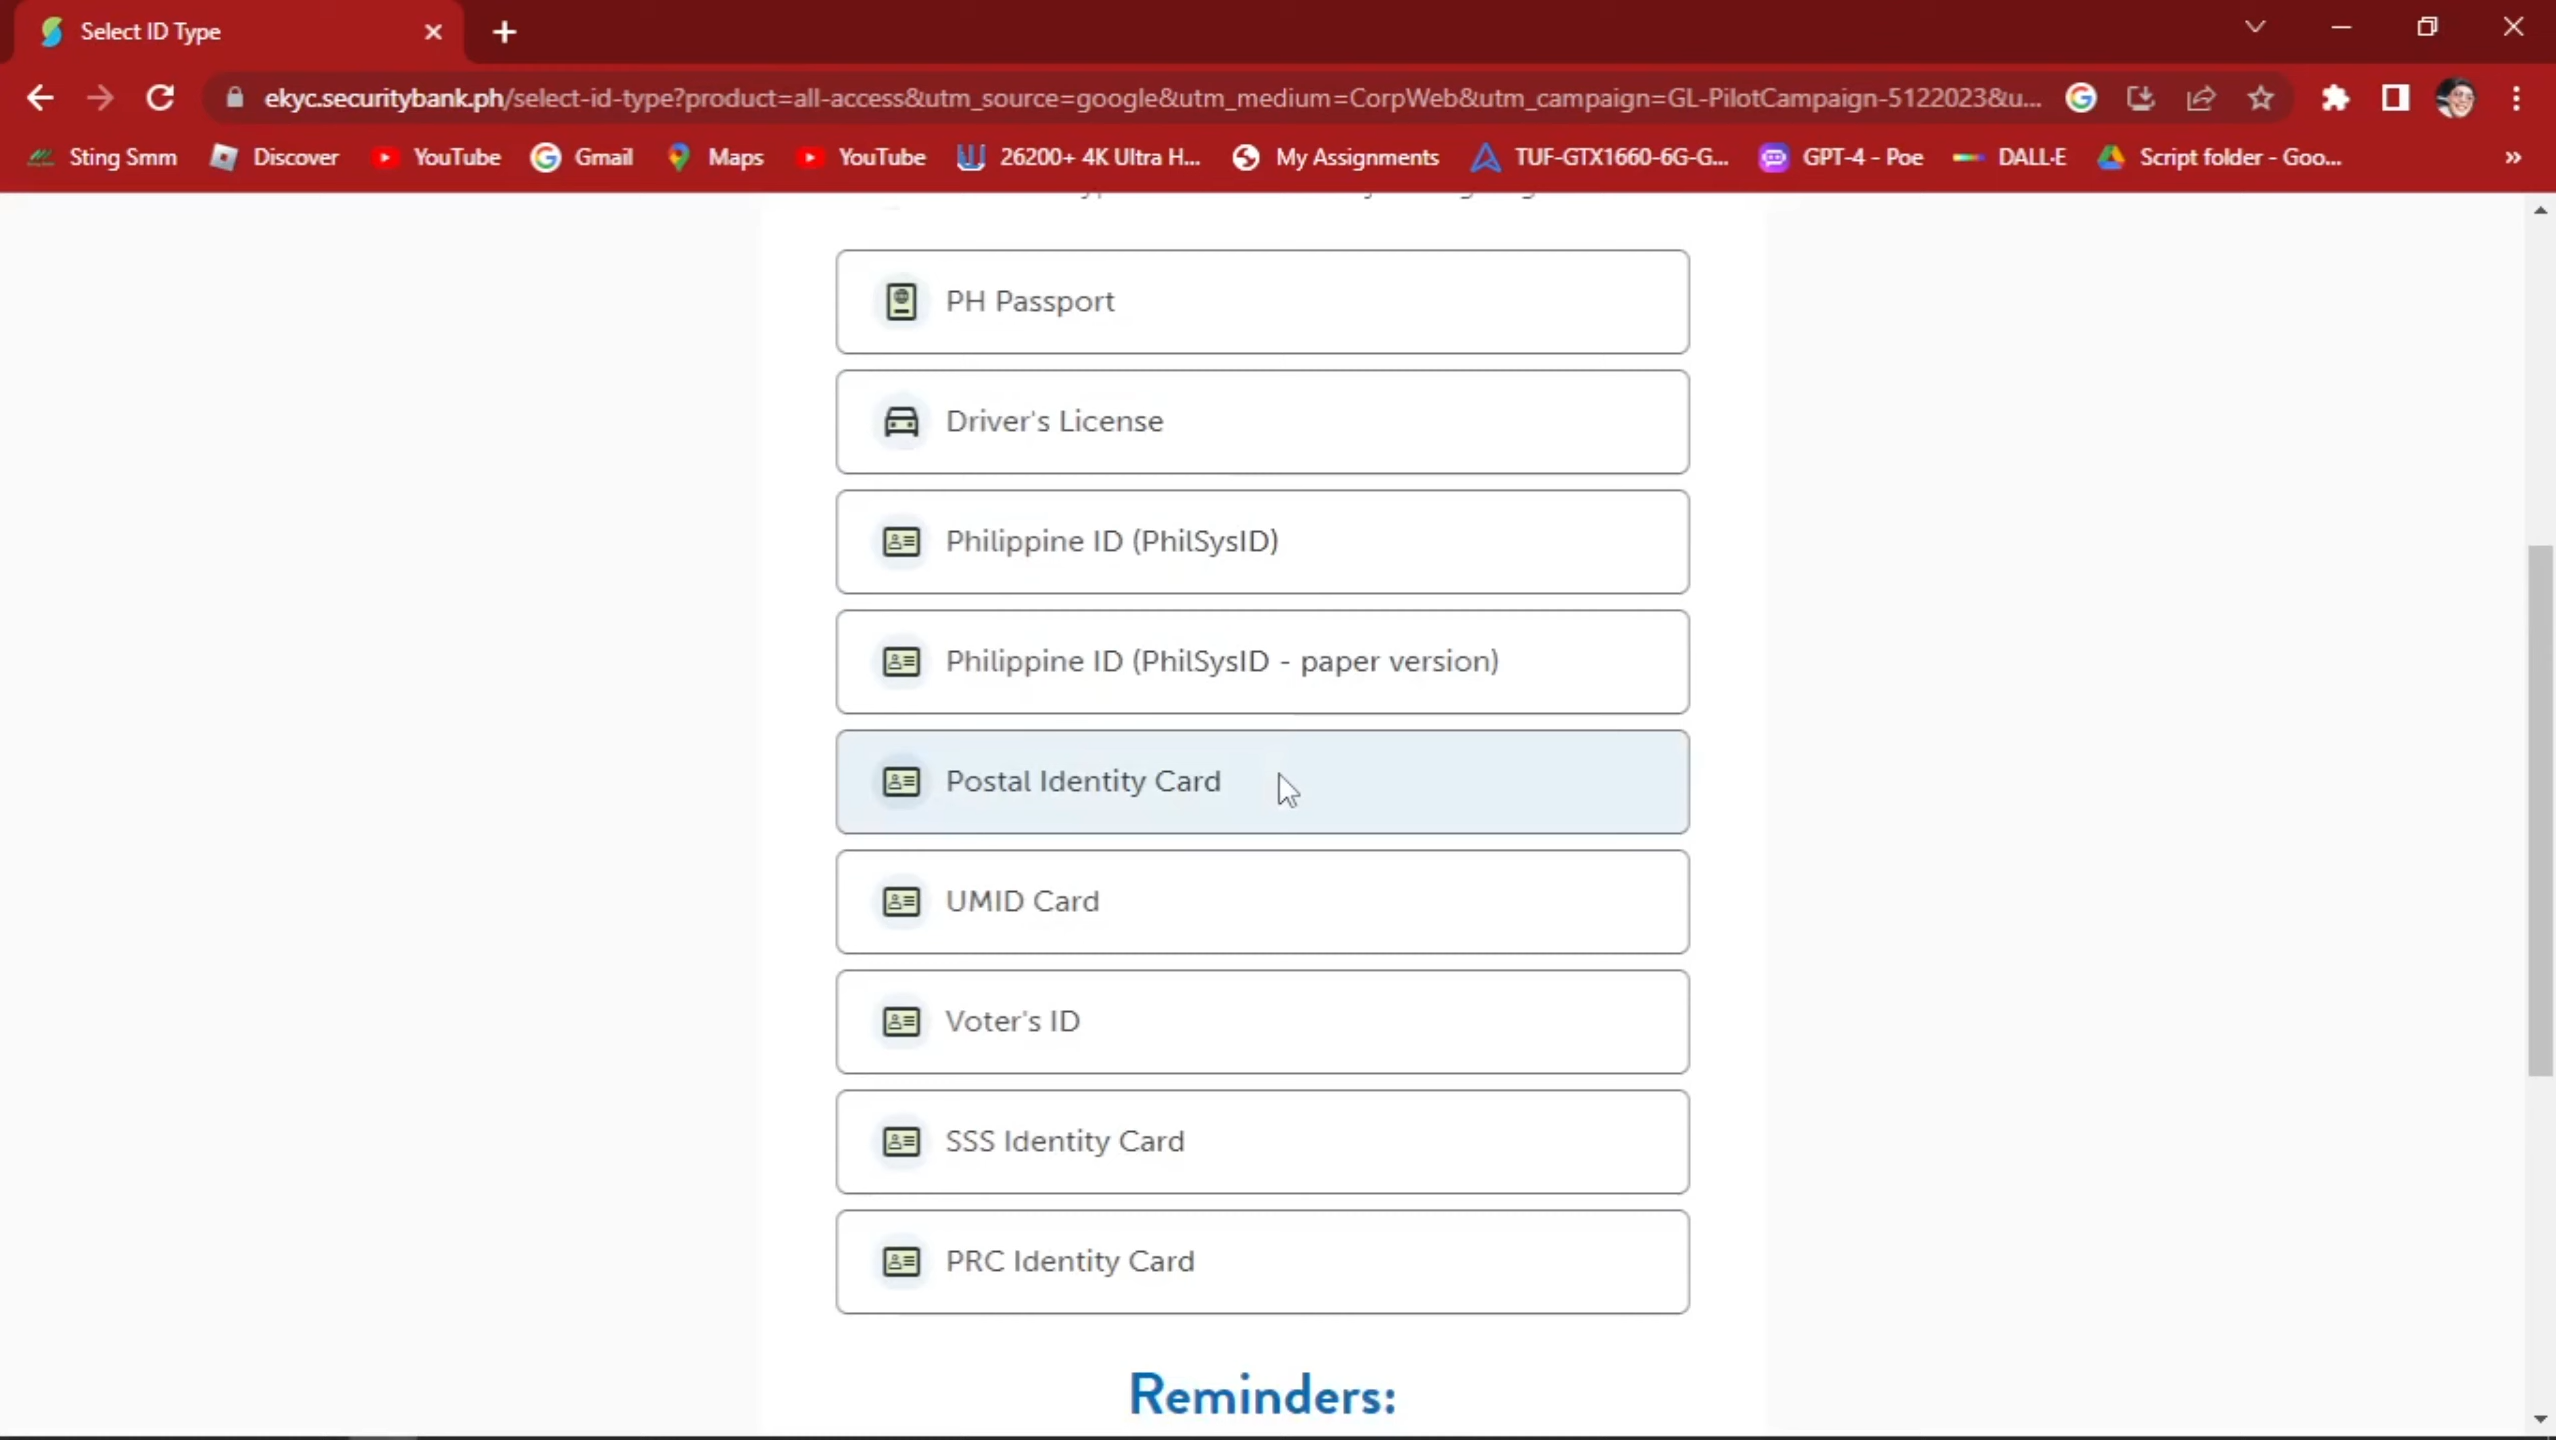 Select ID Type
ekyc.securitybank.ph/select-id-type?product=all-access&utm_source=google&utm_medium=CorpWeb&utm_campaign=GL-PilotCampaign-5122023&u...
Sting Smm Discover YouTube Gmail Maps YouTube 26200+ 4K Ultra H... My Assignments TUF-GTX1660-6G-G... GPT-4 - Poe DALL·E Script folder - Goo...
PH Passport
Driver's License
Philippine ID (PhilSysID)
Philippine ID (PhilSysID - paper version)
Postal Identity Card
UMID Card
Voter's ID
SSS Identity Card
PRC Identity Card
Reminders: